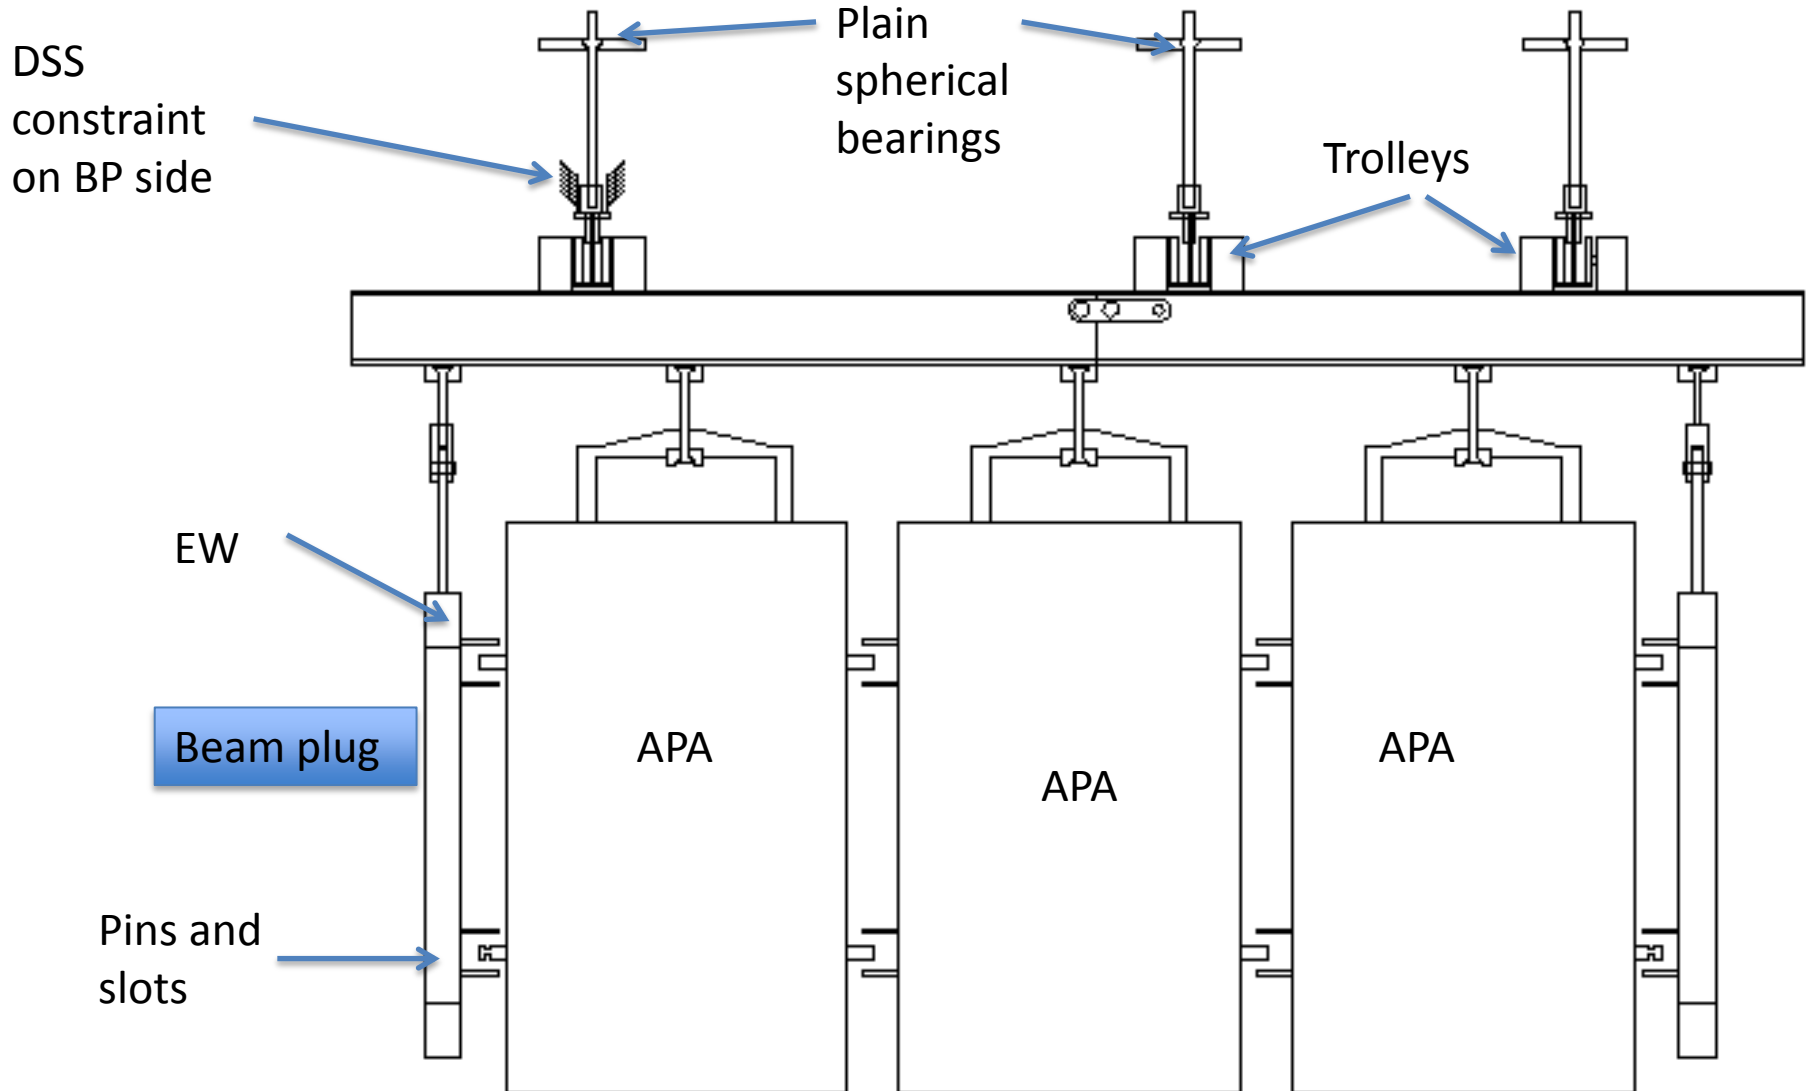 DSS
constraint
on BP side
Plain
spherical
bearings
Trolleys
EW
Beam plug
APA
APA
APA
Pins and
slots